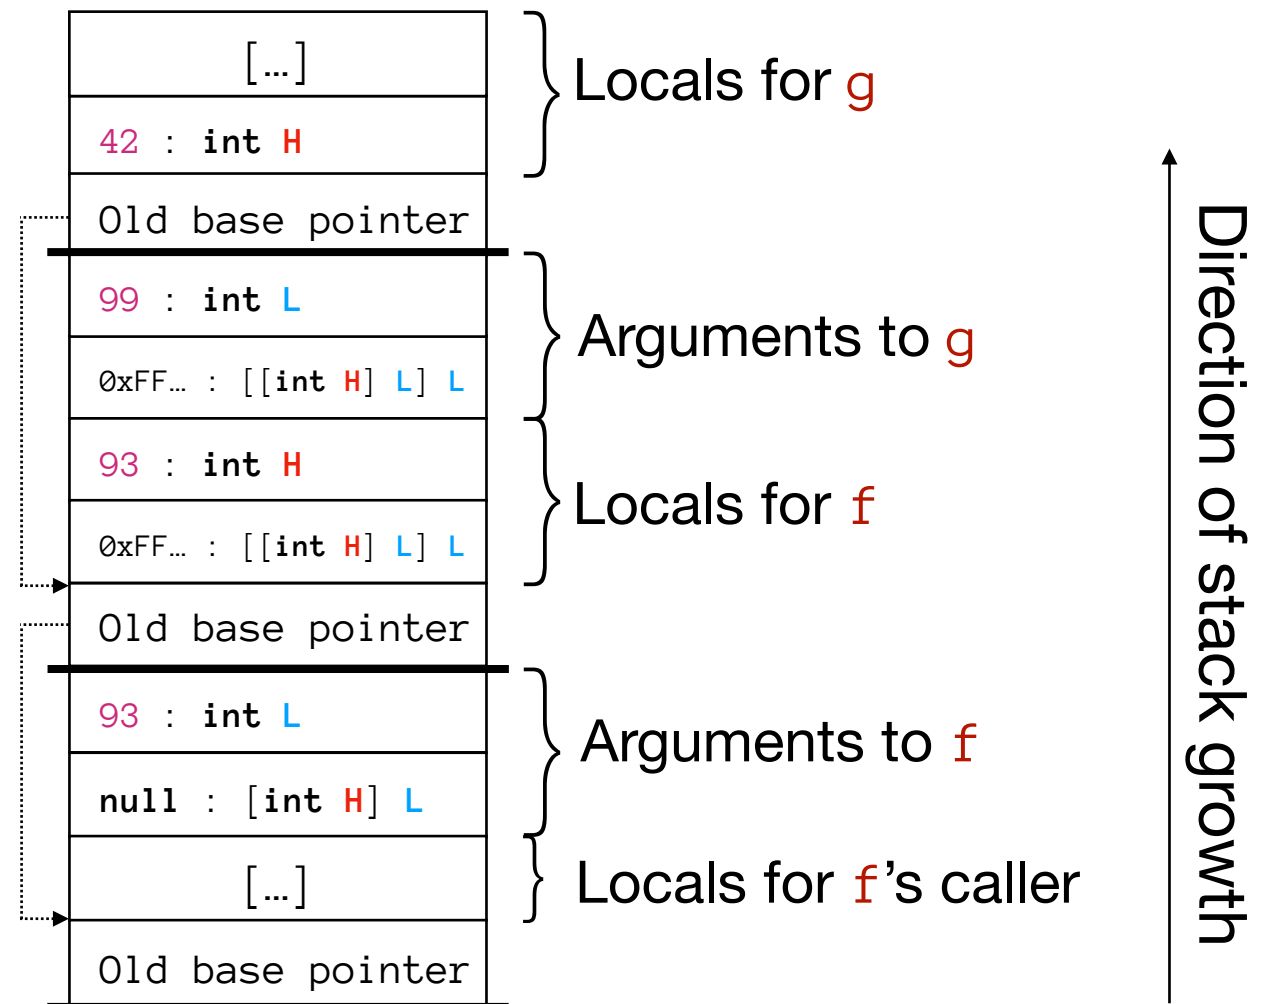 […]
Locals for g
42 : int H
Old base pointer
99 : int L
Arguments to g
0xFF… : [[int H] L] L
93 : int H
Locals for f
0xFF… : [[int H] L] L
Old base pointer
93 : int L
Arguments to f
null : [int H] L
[…]
Locals for f's caller
Old base pointer
Direction of stack growth